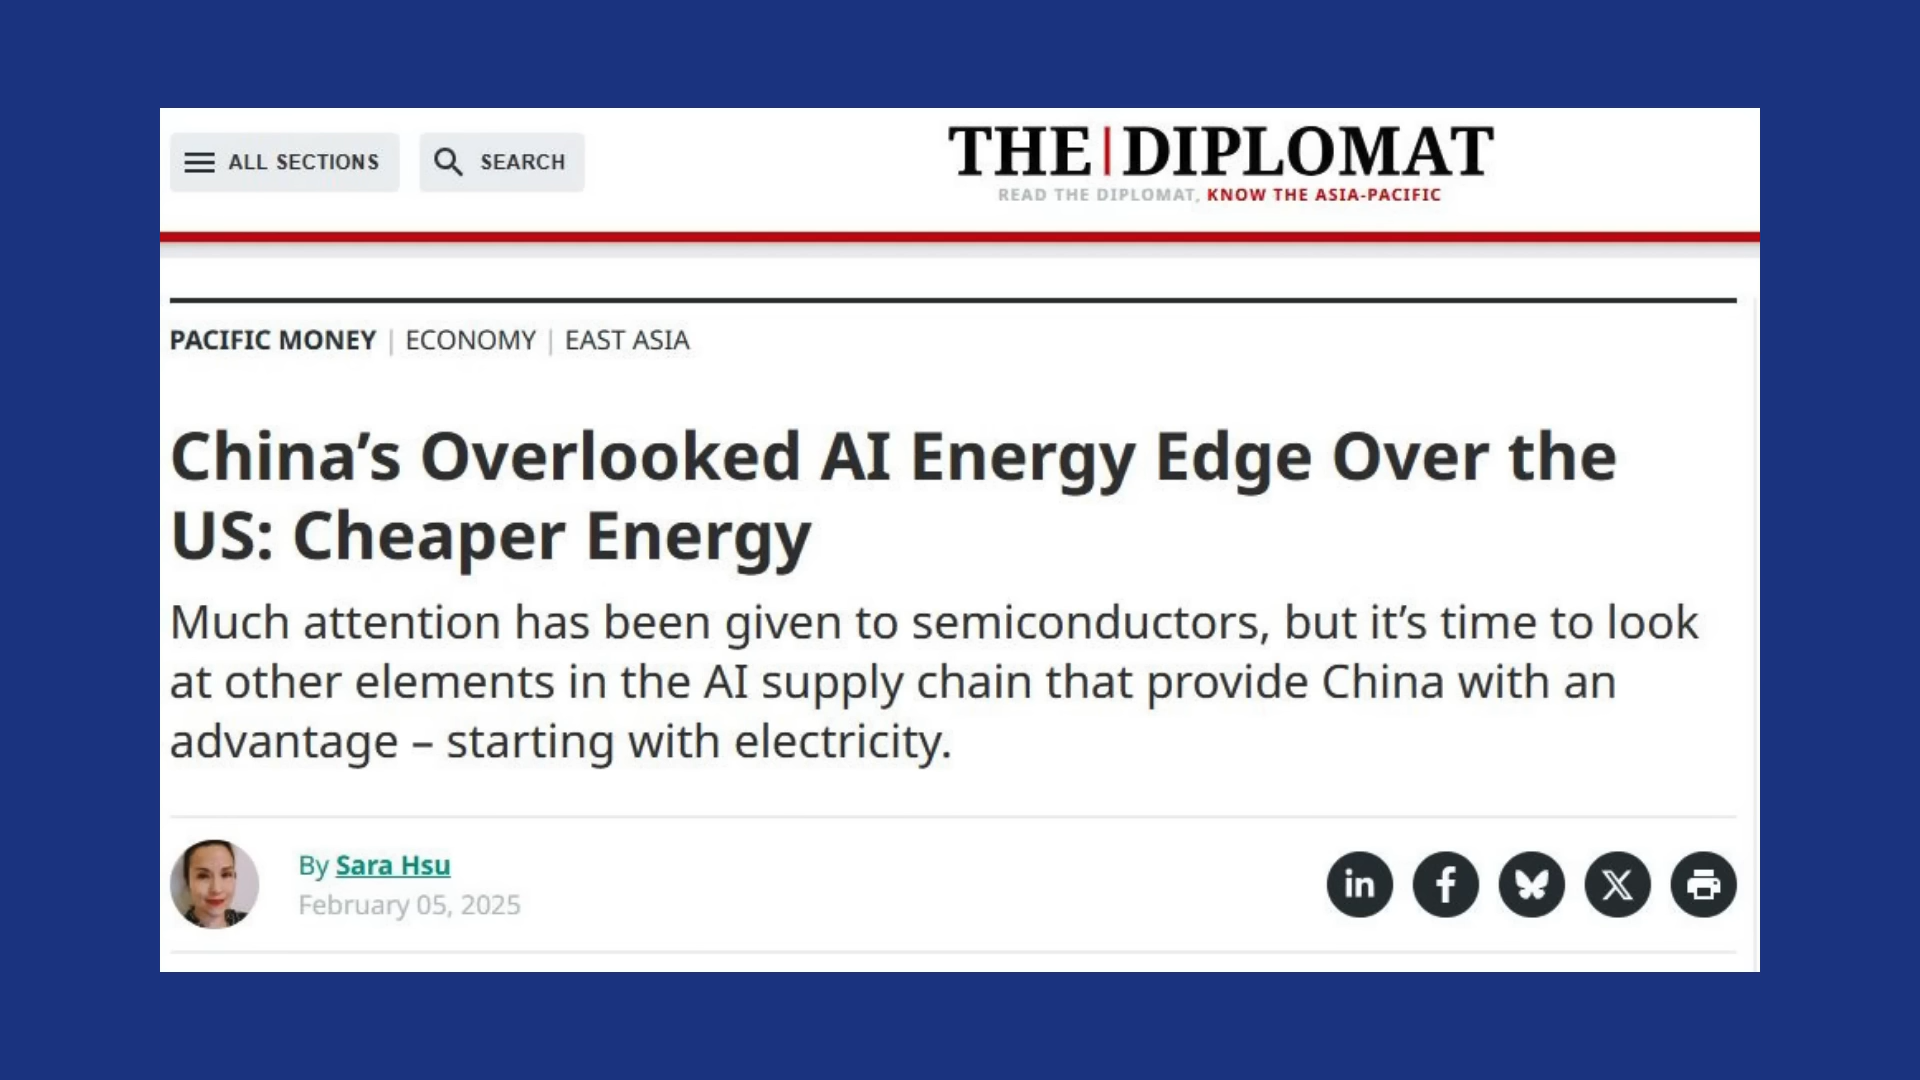 ALL SECTIONS
SEARCH
THE|DIPLOMAT
READ THE DIPLOMAT, KNOW THE ASIA-PACIFIC
PACIFIC MONEY | ECONOMY | EAST ASIA
China’s Overlooked AI Energy Edge Over the
US: Cheaper Energy
Much attention has been given to semiconductors, but it’s time to look
at other elements in the AI supply chain that provide China with an
advantage – starting with electricity.
By Sara Hsu
February 05, 2025